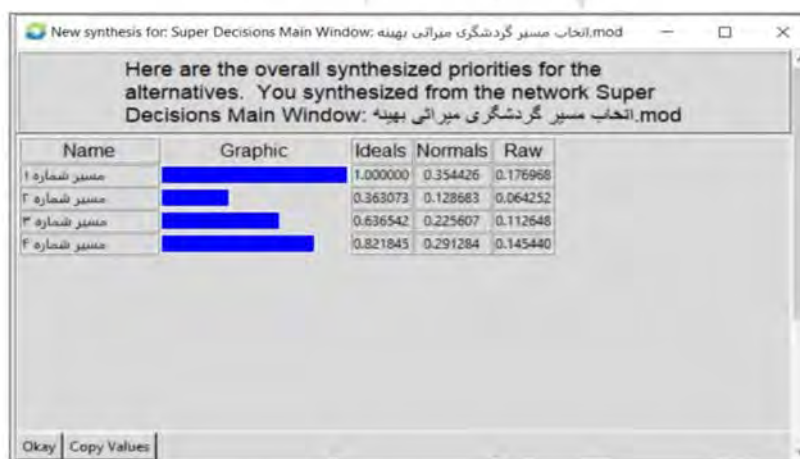 New synthesis for: Super Decisions Main Window: انتخاب مسیر گردشگری میراثی بهینه.mod
Here are the overall synthesized priorities for the
alternatives. You synthesized from the network Super
Decisions Main Window: انتخاب مسیر گردشگری میراثی بهینه.mod
Name Graphic Ideals Normals Raw
مسیر شماره ۱ 1.000000 0.354426 0.176968
مسیر شماره ۲ 0.363073 0.128683 0.064252
مسیر شماره ۳ 0.636542 0.225607 0.112648
مسیر شماره ۴ 0.821845 0.291284 0.145440
Okay Copy Values